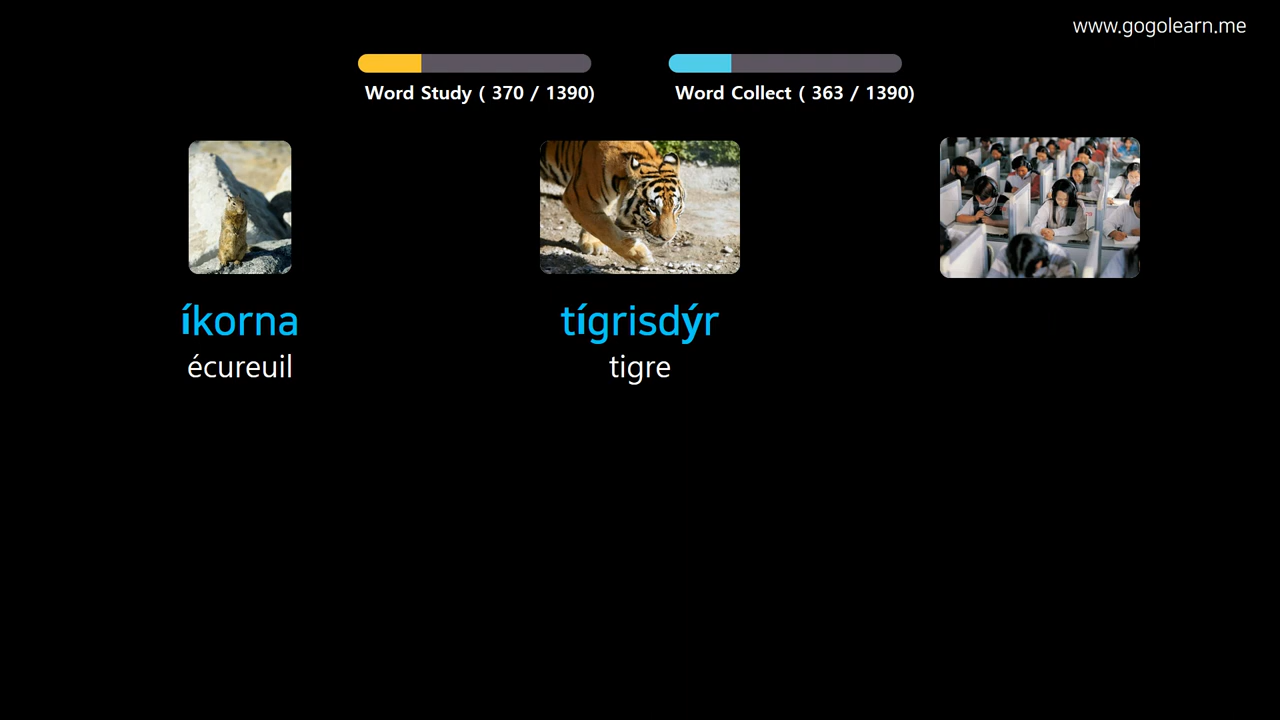 www.gogolearn.me
Word Study ( 370 / 1390)
Word Collect ( 363 / 1390)
íkorna
tígrisdýr
écureuil
tigre